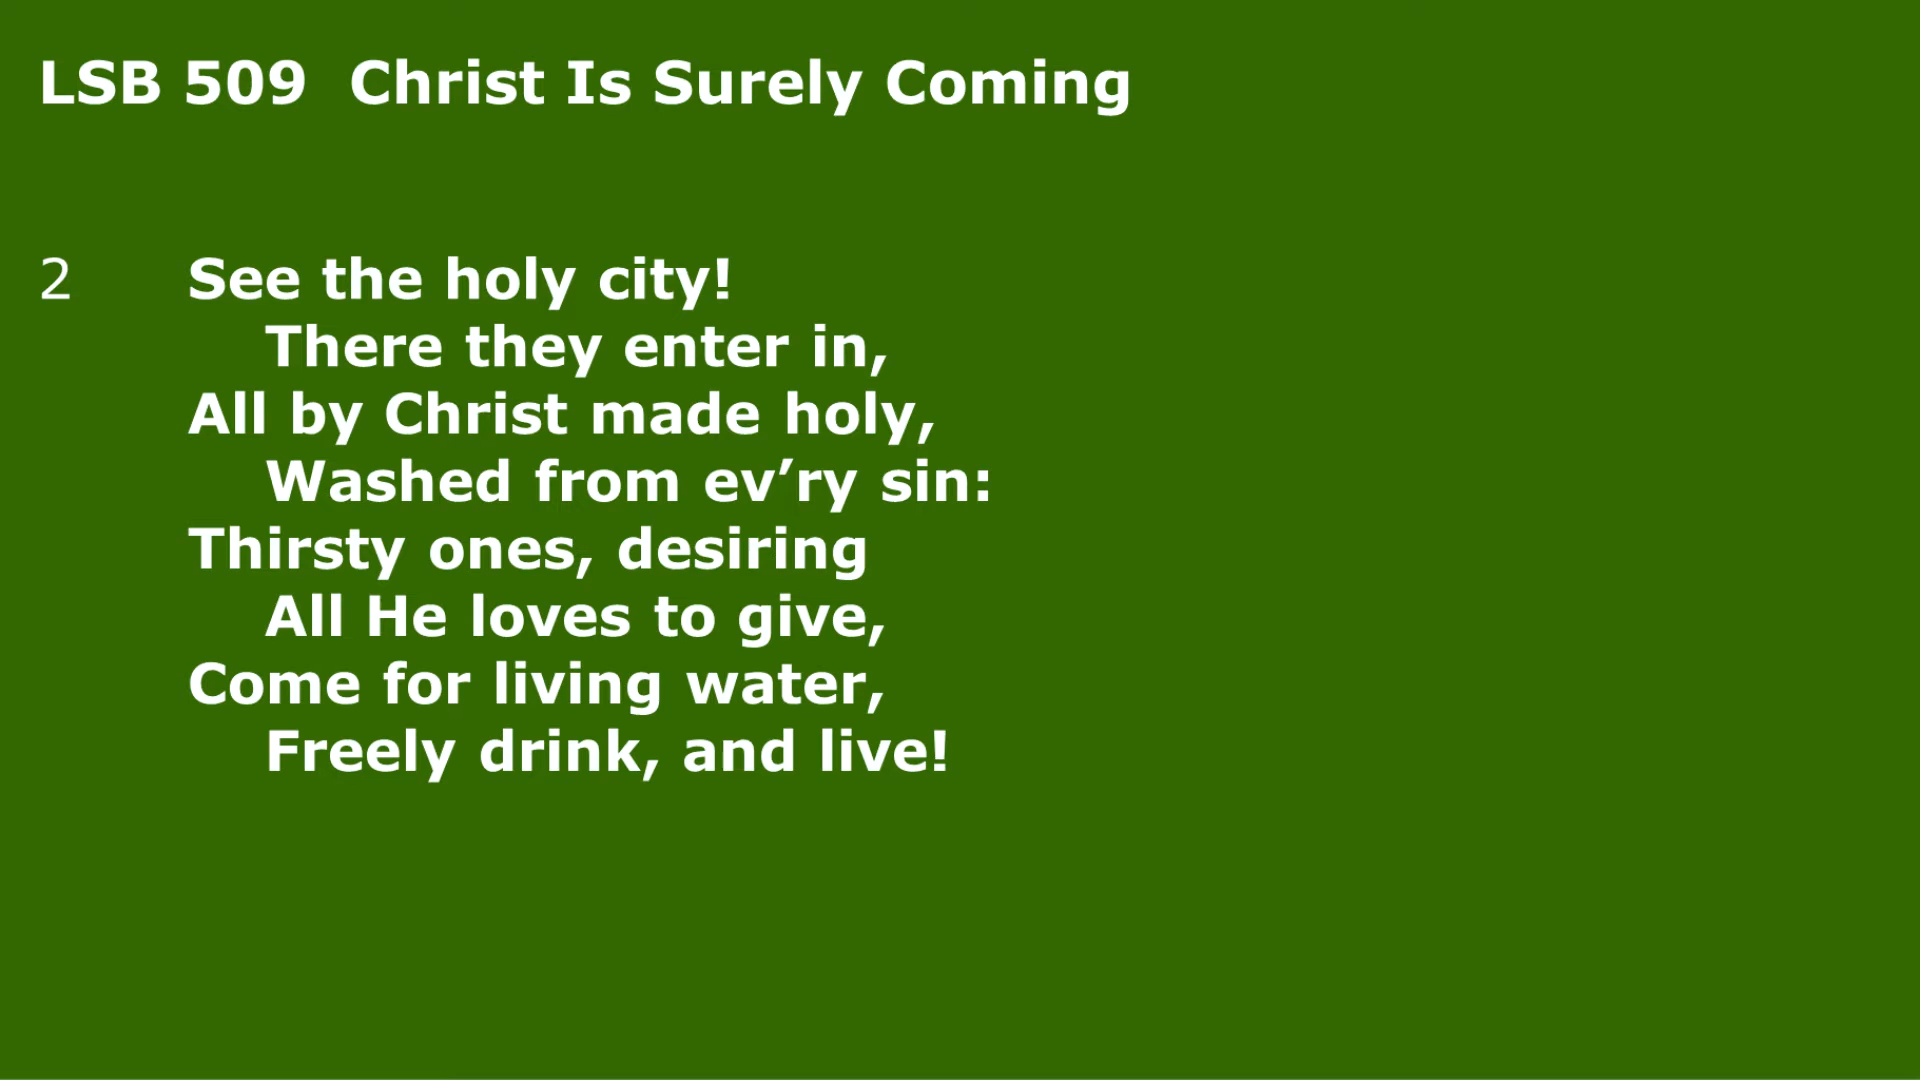 LSB 509  Christ Is Surely Coming
2 See the holy city!
There they enter in,
All by Christ made holy,
Washed from ev’ry sin:
Thirsty ones, desiring
All He loves to give,
Come for living water,
Freely drink, and live!